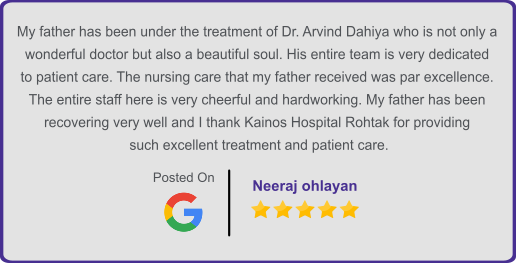 My father has been under the treatment of Dr. Arvind Dahiya who is not only a
wonderful doctor but also a beautiful soul. His entire team is very dedicated
to patient care. The nursing care that my father received was par excellence.
The entire staff here is very cheerful and hardworking. My father has been
recovering very well and I thank Kainos Hospital Rohtak for providing
such excellent treatment and patient care.
Posted On
Neeraj ohlayan